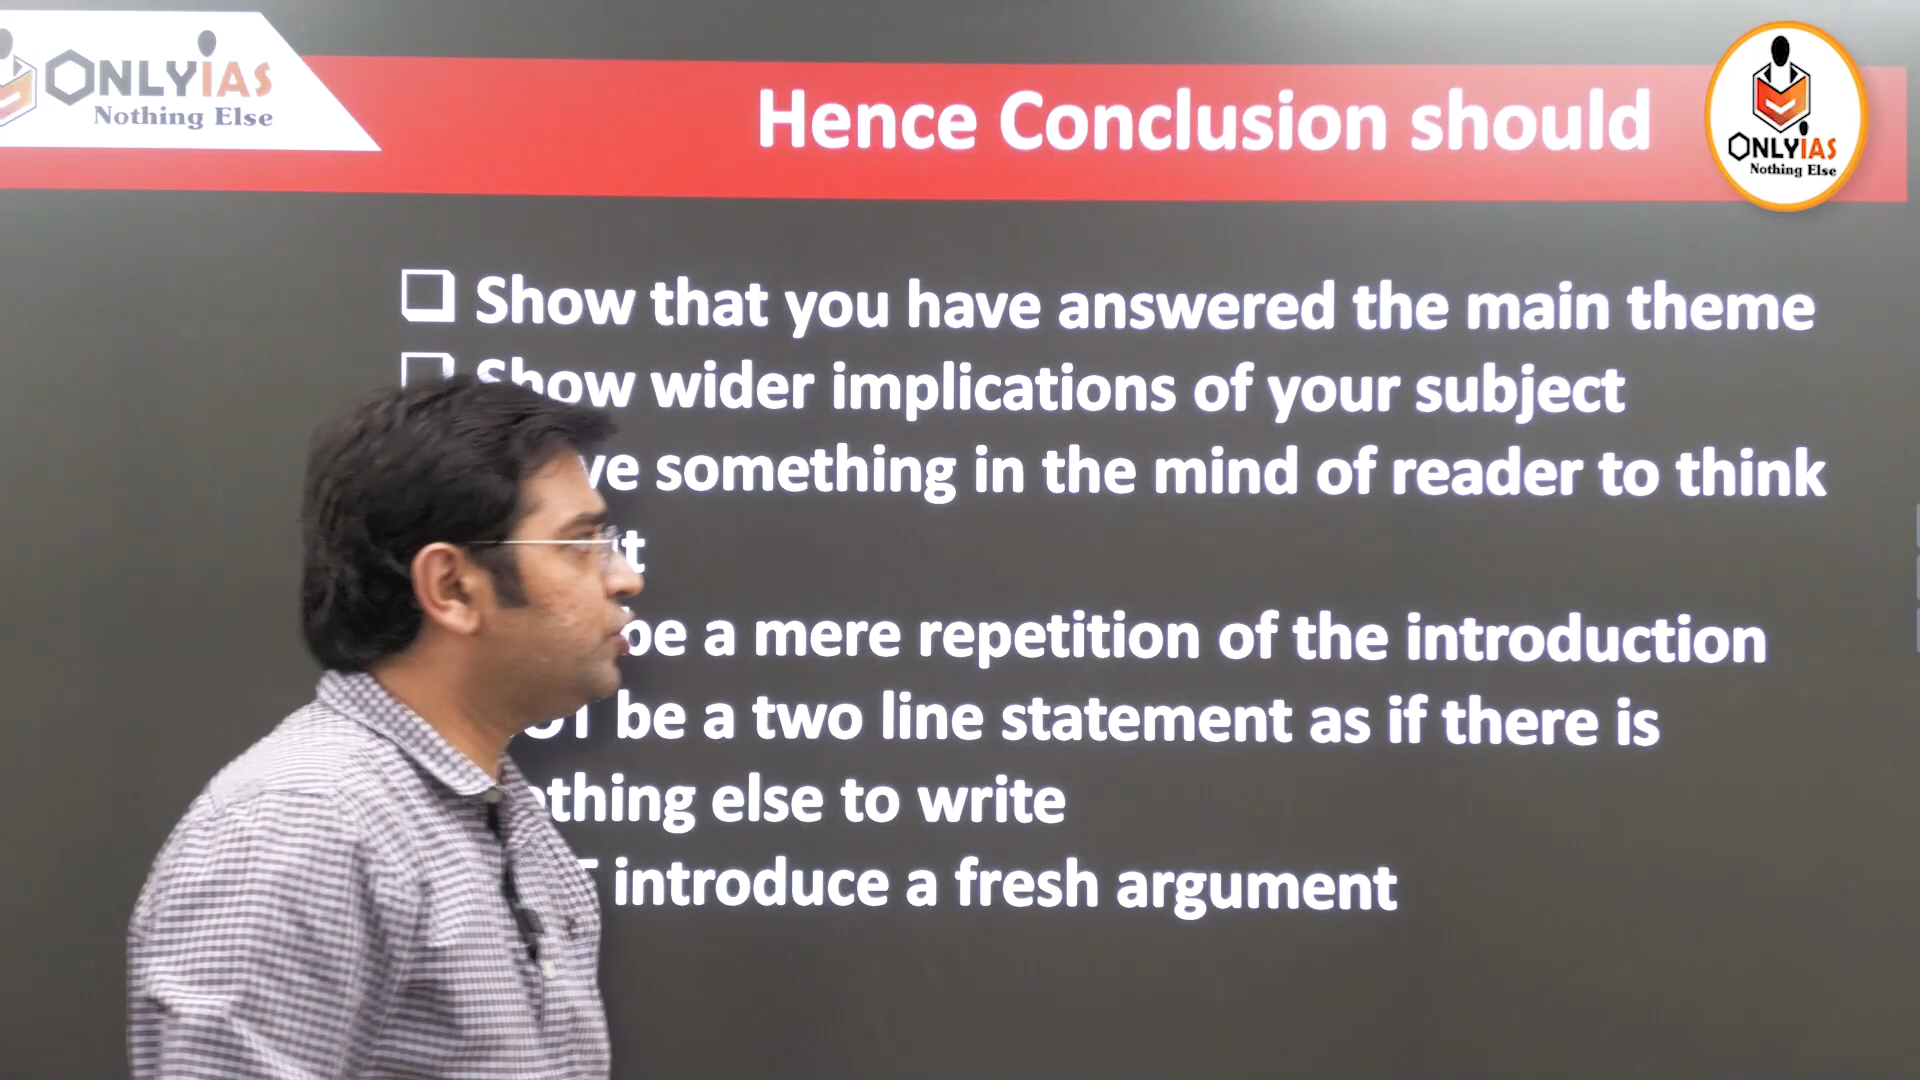 ONLYIAS
Nothing Else
Hence Conclusion should
ONLYIAS
Nothing Else
Show that you have answered the main theme
Show wider implications of your subject
something in the mind of reader to think
be a mere repetition of the introduction
be a two line statement as if there is
else to write
introduce a fresh argument